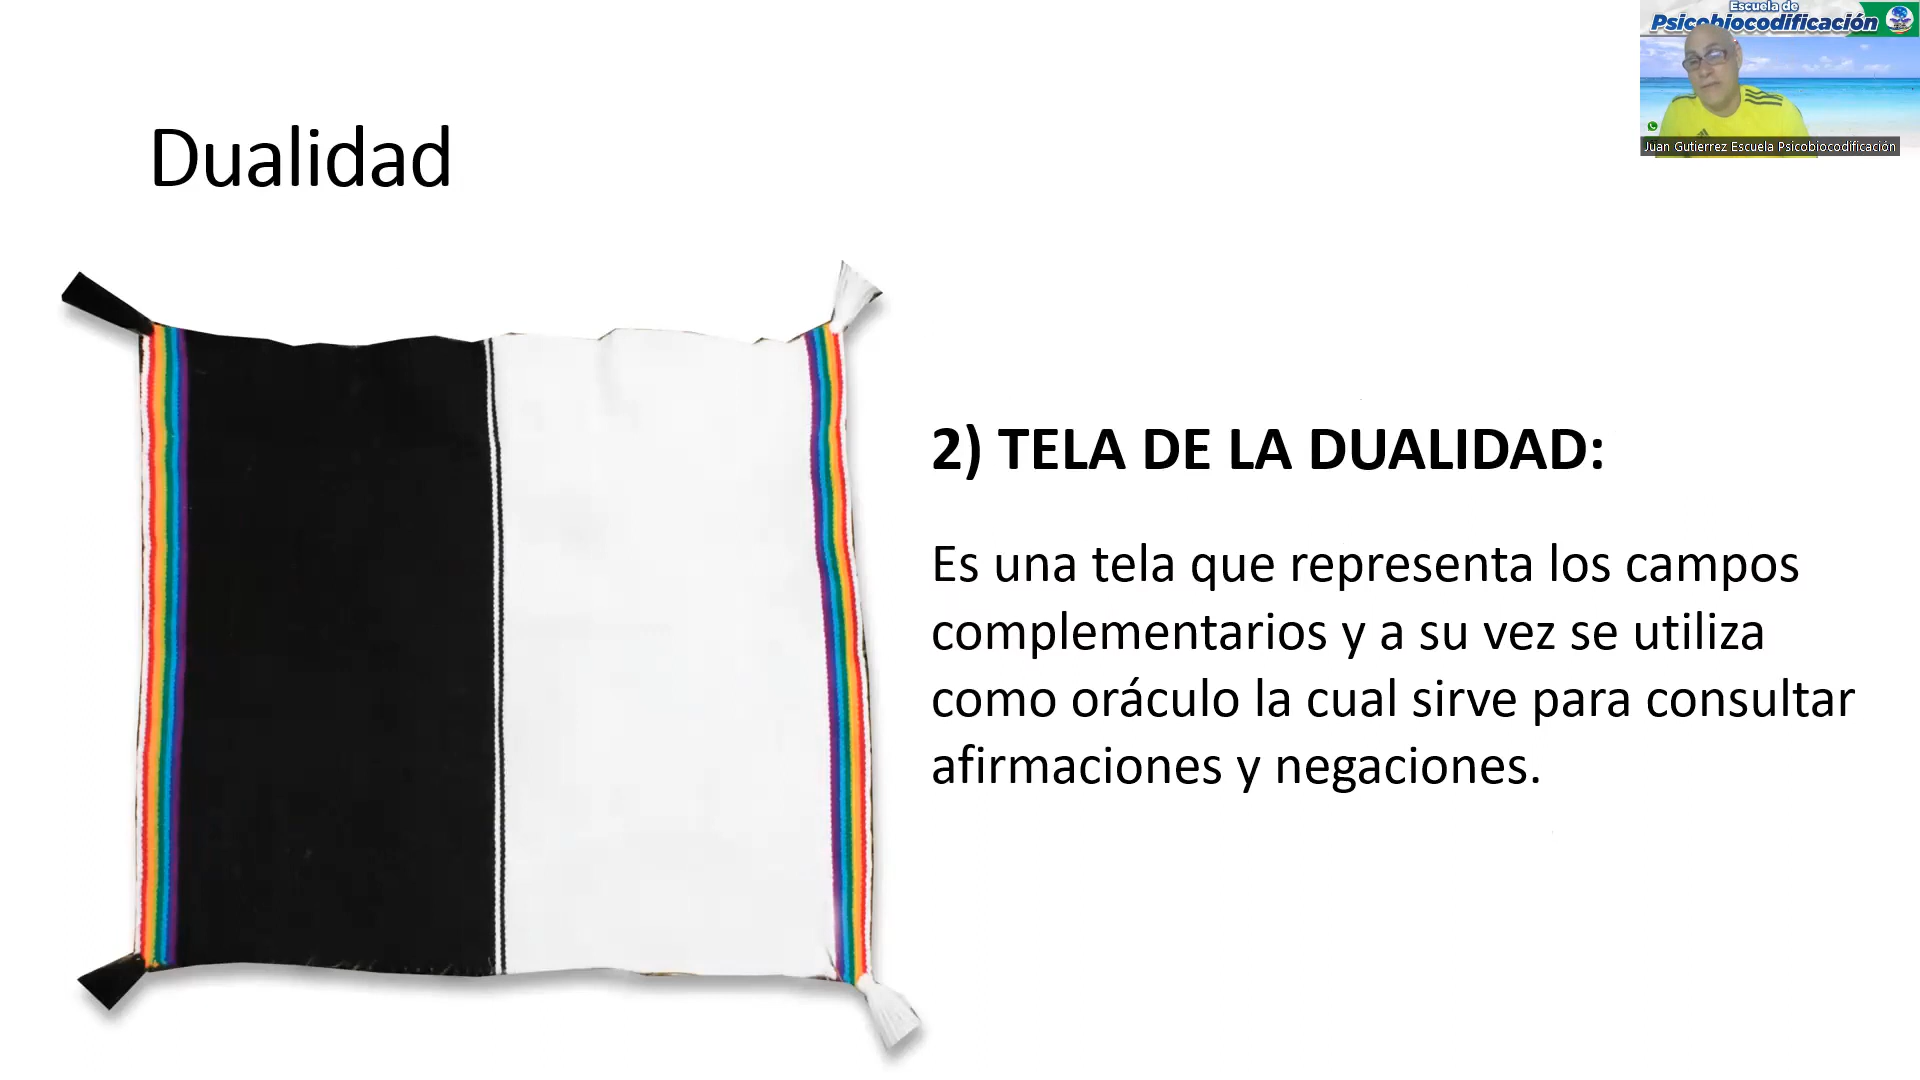 Escuela de
Psicobiocodificación
Juan Gutierrez Escuela Psicobiocodificación
Dualidad
2) TELA DE LA DUALIDAD:
Es una tela que representa los campos
complementarios y a su vez se utiliza
como oráculo la cual sirve para consultar
afirmaciones y negaciones.